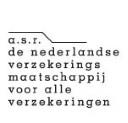 a.s.r.
de nederlandse
verzekerings
maatschappij
voor alle
verzekeringen